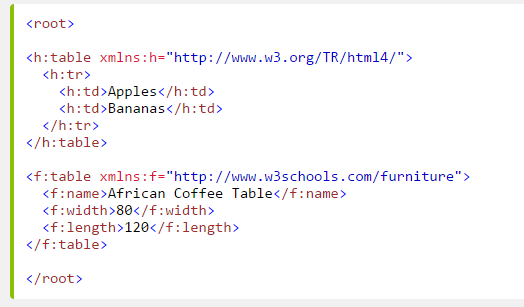 <root>
<h:table xmlns:h="http://www.w3.org/TR/html4/">
<h:tr>
<h:td>Apples</h:td>
<h:td>Bananas</h:td>
</h:tr>
</h:table>
<f:table xmlns:f="http://www.w3schools.com/furniture">
<f:name>African Coffee Table</f:name>
<f:width>80</f:width>
<f:length>120</f:length>
</f:table>
</root>